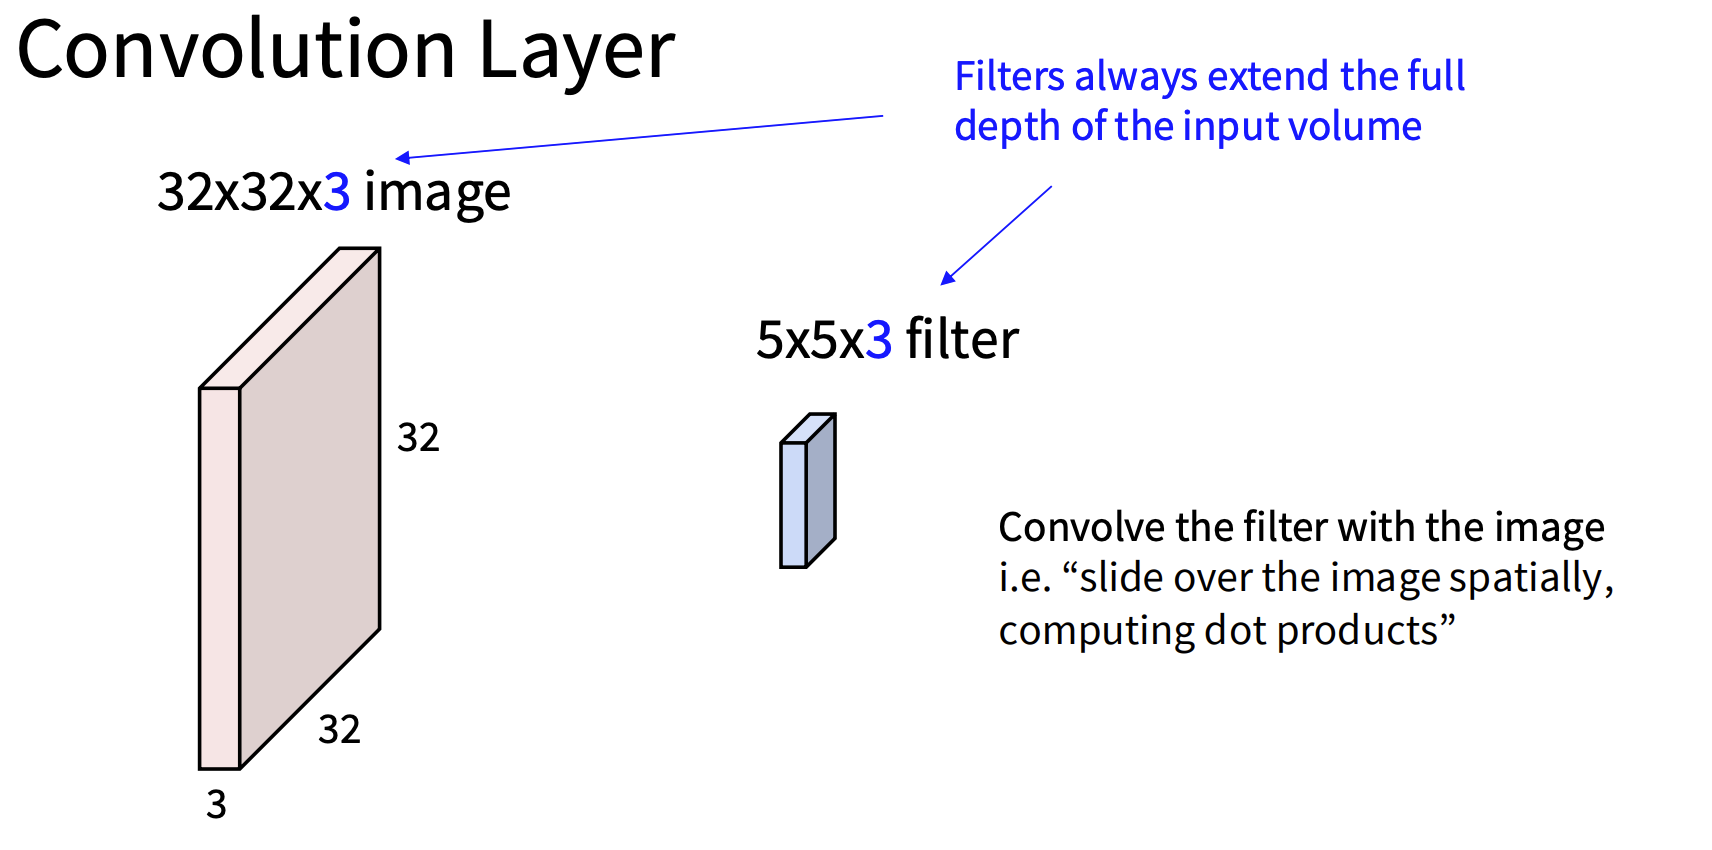 Convolution Layer
Filters always extend the full
depth of the input volume
32x32x3 image
5x5x3 filter
32
Convolve the filter with the image
i.e. “slide over the image spatially,
computing dot products”
32
3